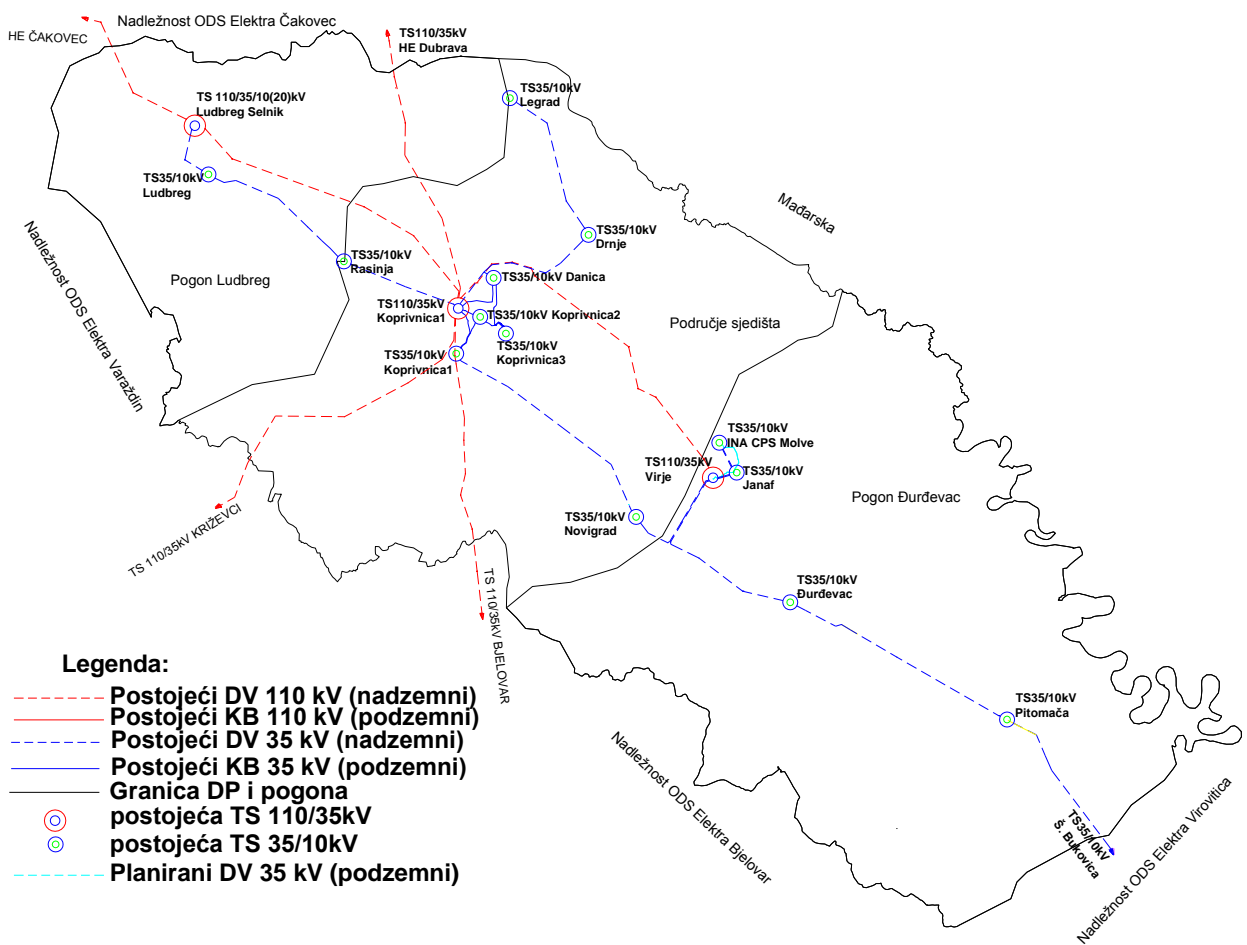 Nadležnost ODS Elektra Čakovec
HE ČAKOVEC
TS110/35kV
HE Dubrava
TS 110/35/10(20)kV
Ludbreg Selnik
TS35/10kV
Legrad
TS35/10kV
Ludbreg
Mađarska
TS35/10kV
Drnje
Nadležnost ODS Elektra Varaždin
Pogon Ludbreg
TS35/10kV
Rasinja
TS35/10kV Danica
TS110/35kV
Koprivnica1
TS35/10kV Koprivnica2
Područje sjedišta
TS35/10kV
Koprivnica3
TS35/10kV
Koprivnica1
TS35/10kV
INA CPS Molve
TS110/35kV
Virje
TS35/10kV
Janaf
Pogon Đurđevac
TS 110/35kV KRIŽEVCI
TS35/10kV
Novigrad
TS 110/35kV BJELOVAR
TS35/10kV
Đurđevac
TS35/10kV
Pitomača
TS35/10kV
Š. Bukovica
Nadležnost ODS Elektra Bjelovar
Nadležnost ODS Elektra Virovitica
Legenda:
Postojeći DV 110 kV (nadzemni)
Postojeći KB 110 kV (podzemni)
Postojeći DV 35 kV (nadzemni)
Postojeći KB 35 kV (podzemni)
Granica DP i pogona
postojeća TS 110/35kV
postojeća TS 35/10kV
Planirani DV 35 kV (podzemni)